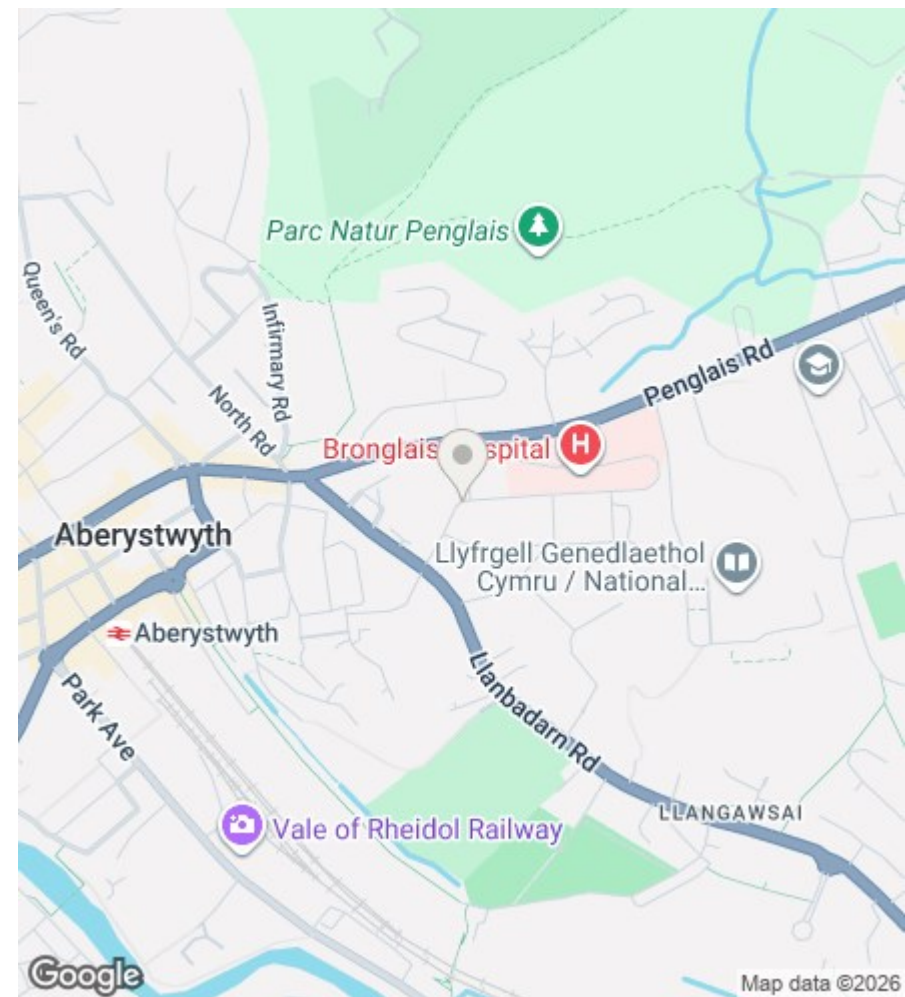 Parc Natur Penglais
Queen's Rd
Infirmary Rd
North Rd
Penglais Rd
Bronglais spital
H
Aberystwyth
Llyfrgell Genedlaethol
Cymru / National...
Aberystwyth
Llanbadarn Rd
Park Ave
LLANGAWSAI
Vale of Rheidol Railway
Google
Map data ©2026